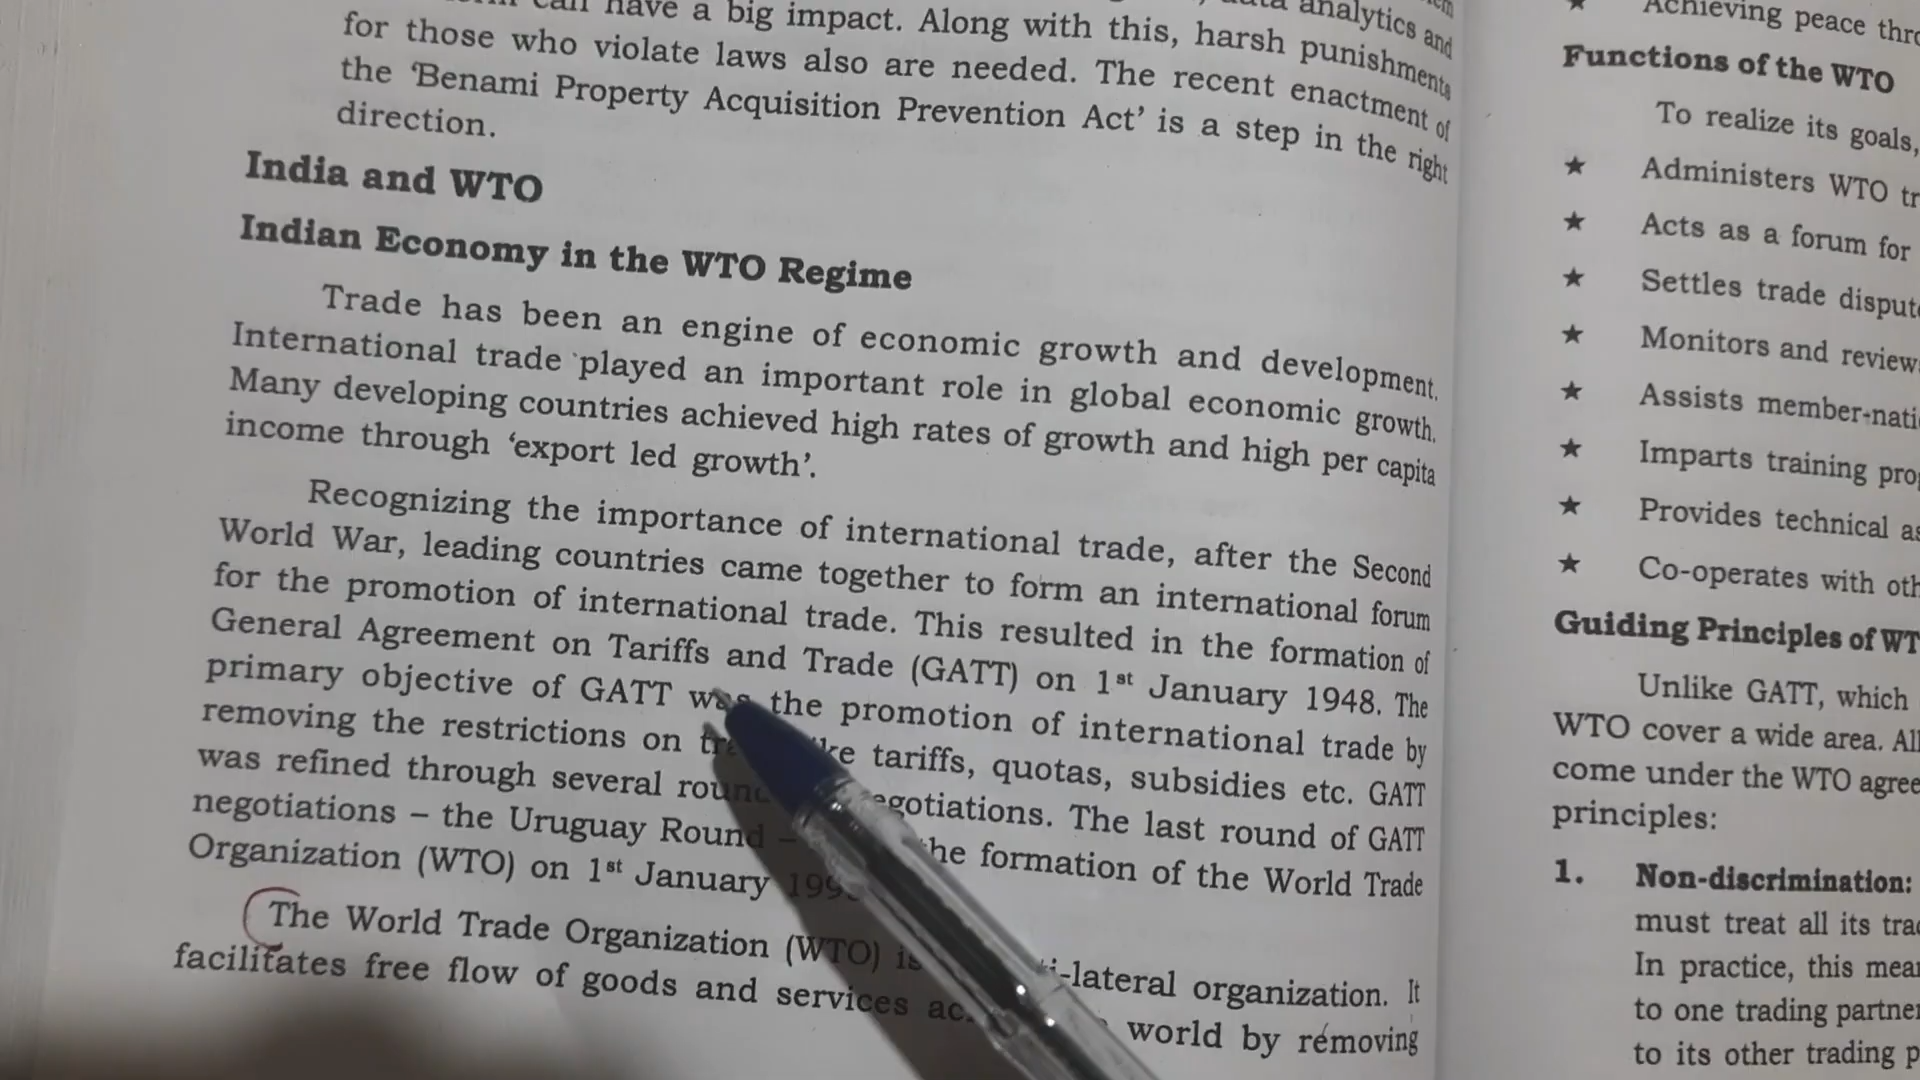 can have a big impact. Along with this, harsh punishments
for those who violate laws also are needed. The recent enactment of
the ‘Benami Property Acquisition Prevention Act’ is a step in the right
direction.
India and WTO
Indian Economy in the WTO Regime
Trade has been an engine of economic growth and development.
International trade played an important role in global economic growth.
Many developing countries achieved high rates of growth and high per capita
income through ‘export led growth’.
Recognizing the importance of international trade, after the Second
World War, leading countries came together to form an international forum
for the promotion of international trade. This resulted in the formation of
General Agreement on Tariffs and Trade (GATT) on 1st January 1948. The
primary objective of GATT was the promotion of international trade by
removing the restrictions on tariffs, quotas, subsidies etc. GATT
was refined through several The last round of GATT
negotiations – the Uruguay Round – the formation of the World Trade
Organization (WTO) on 1st January
The World Trade Organization (WTO) is -lateral organization. It
facilitates free flow of goods and services world by removing
Achieving peace
Functions of the WTO
To realize its goals,
★ Administers WTO
★ Acts as a forum for
★ Settles trade
★ Monitors and
★ Assists
★ Imparts training
★ Provides technical
★ Co-operates with
Guiding Principles of
Unlike GATT, which
WTO cover a wide area. All
come under the WTO
principles:
1. Non-discrimination:
must treat all its
In practice, this
to one trading
to its other trading